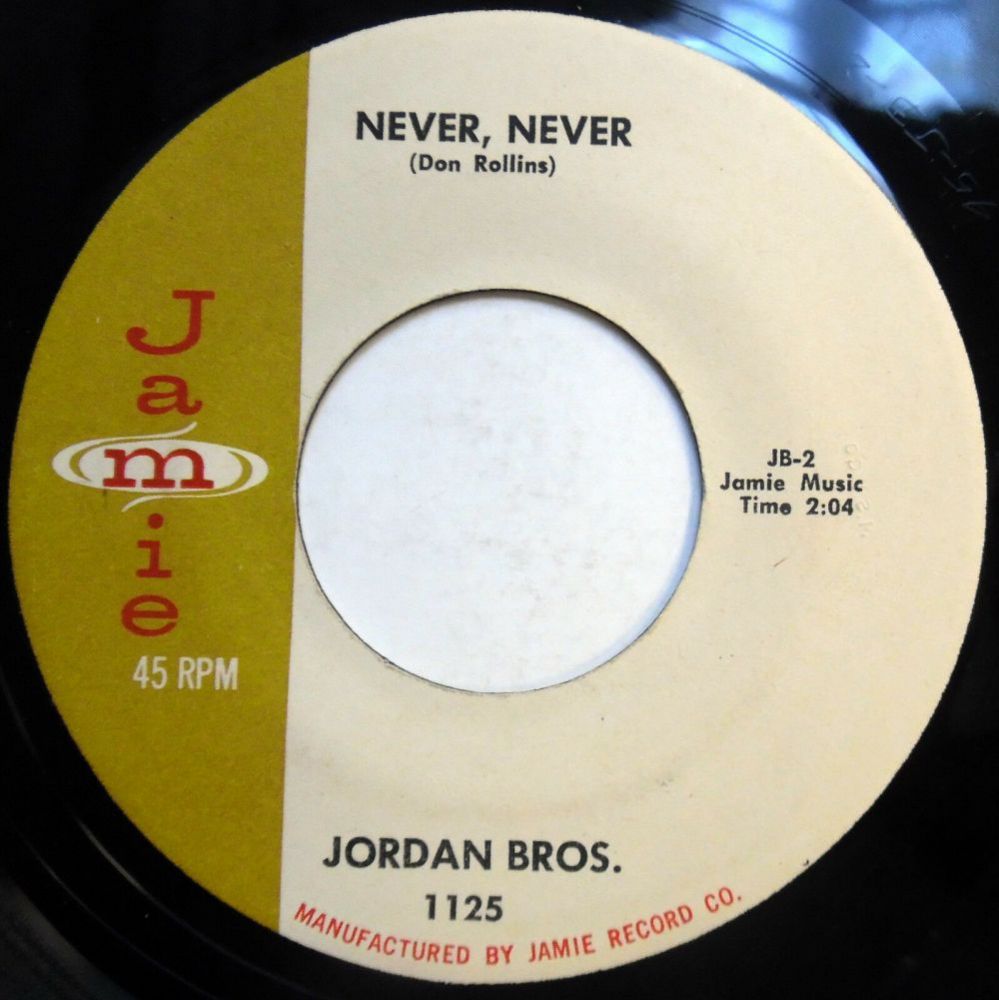 NEVER, NEVER
(Don Rollins)
Jamie
45 RPM
JB-2
Jamie Music
Time 2:04
JORDAN BROS.
1125
MANUFACTURED BY JAMIE RECORD CO.